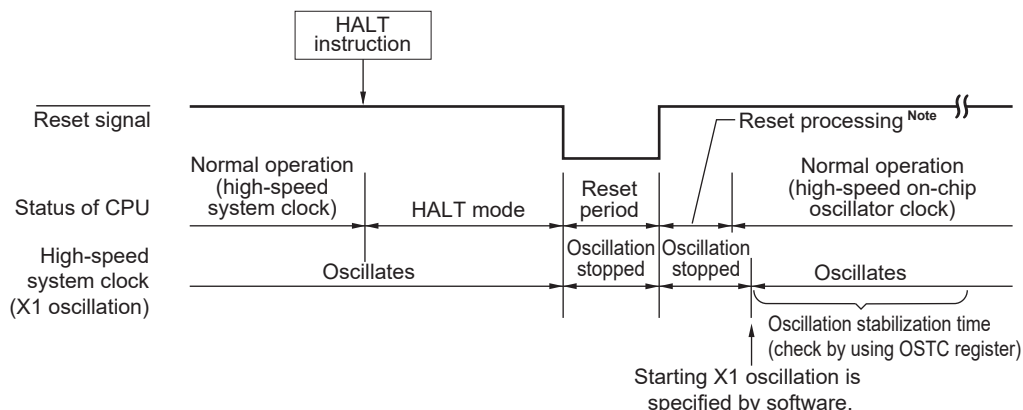 HALT
instruction
Reset signal
Reset processing Note
Normal operation
(high-speed
system clock)
Reset
period
Normal operation
(high-speed on-chip
oscillator clock)
Status of CPU
HALT mode
High-speed
system clock
(X1 oscillation)
Oscillates
Oscillation
stopped
Oscillation
stopped
Oscillates
Oscillation stabilization time
(check by using OSTC register)
Starting X1 oscillation is
specified by software.